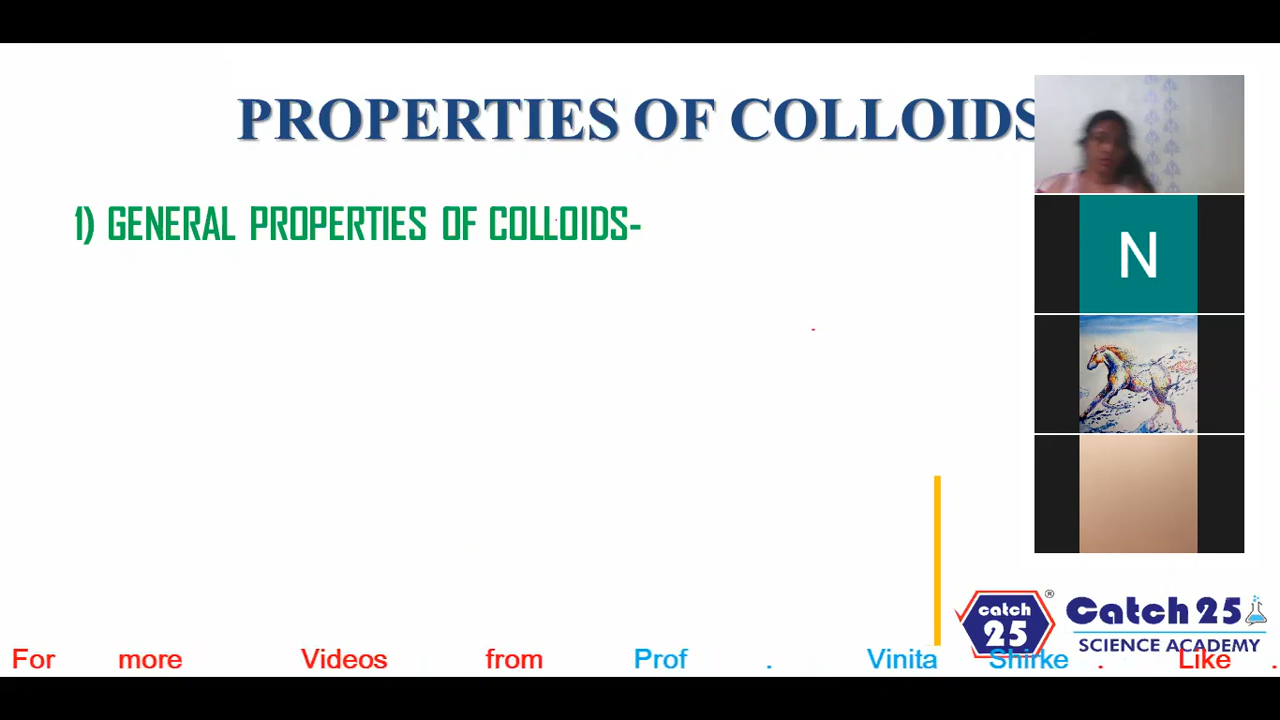 PROPERTIES OF COLLOIDS
1) GENERAL PROPERTIES OF COLLOIDS-
N
catch
25
®
Catch 25
SCIENCE ACADEMY
For more Videos from Prof . Vinita Shirke . Like .